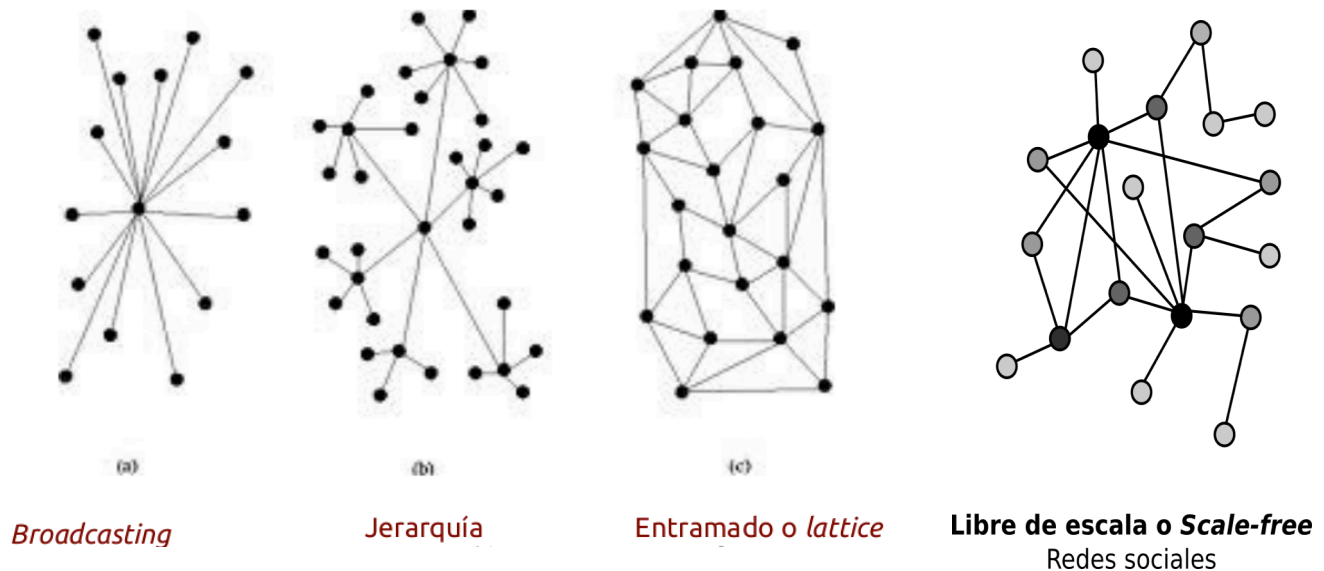 (a)
(b)
(c)
Broadcasting
Jerarquía
Entramado o lattice
Libre de escala o Scale-free
Redes sociales